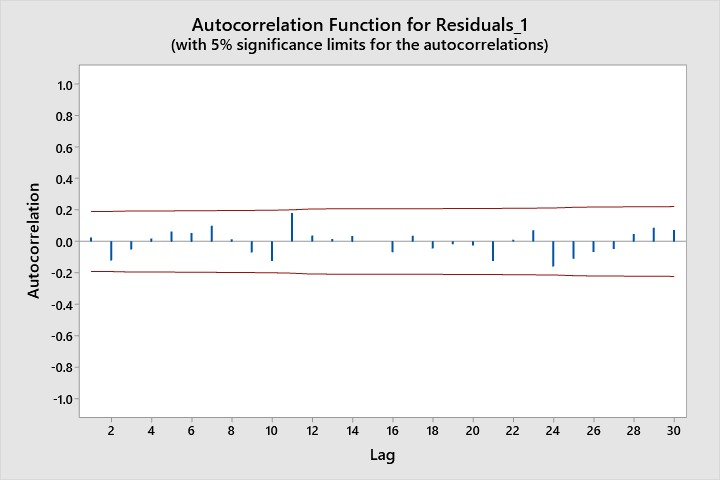 Autocorrelation Function for Residuals_1
(with 5% significance limits for the autocorrelations)
1.0
0.8
0.6
0.4
0.2
0.0
-0.2
-0.4
-0.6
-0.8
-1.0
Autocorrelation
2 4 6 8 10 12 14 16 18 20 22 24 26 28 30
Lag